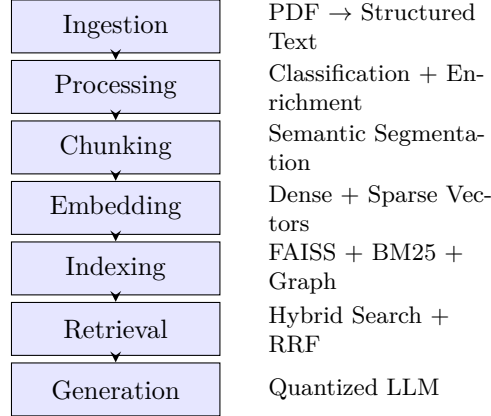 Ingestion
PDF → Structured
Text
Processing
Classification + En-
richment
Chunking
Semantic Segmenta-
tion
Embedding
Dense + Sparse Vec-
tors
Indexing
FAISS + BM25 +
Graph
Retrieval
Hybrid Search +
RRF
Generation
Quantized LLM